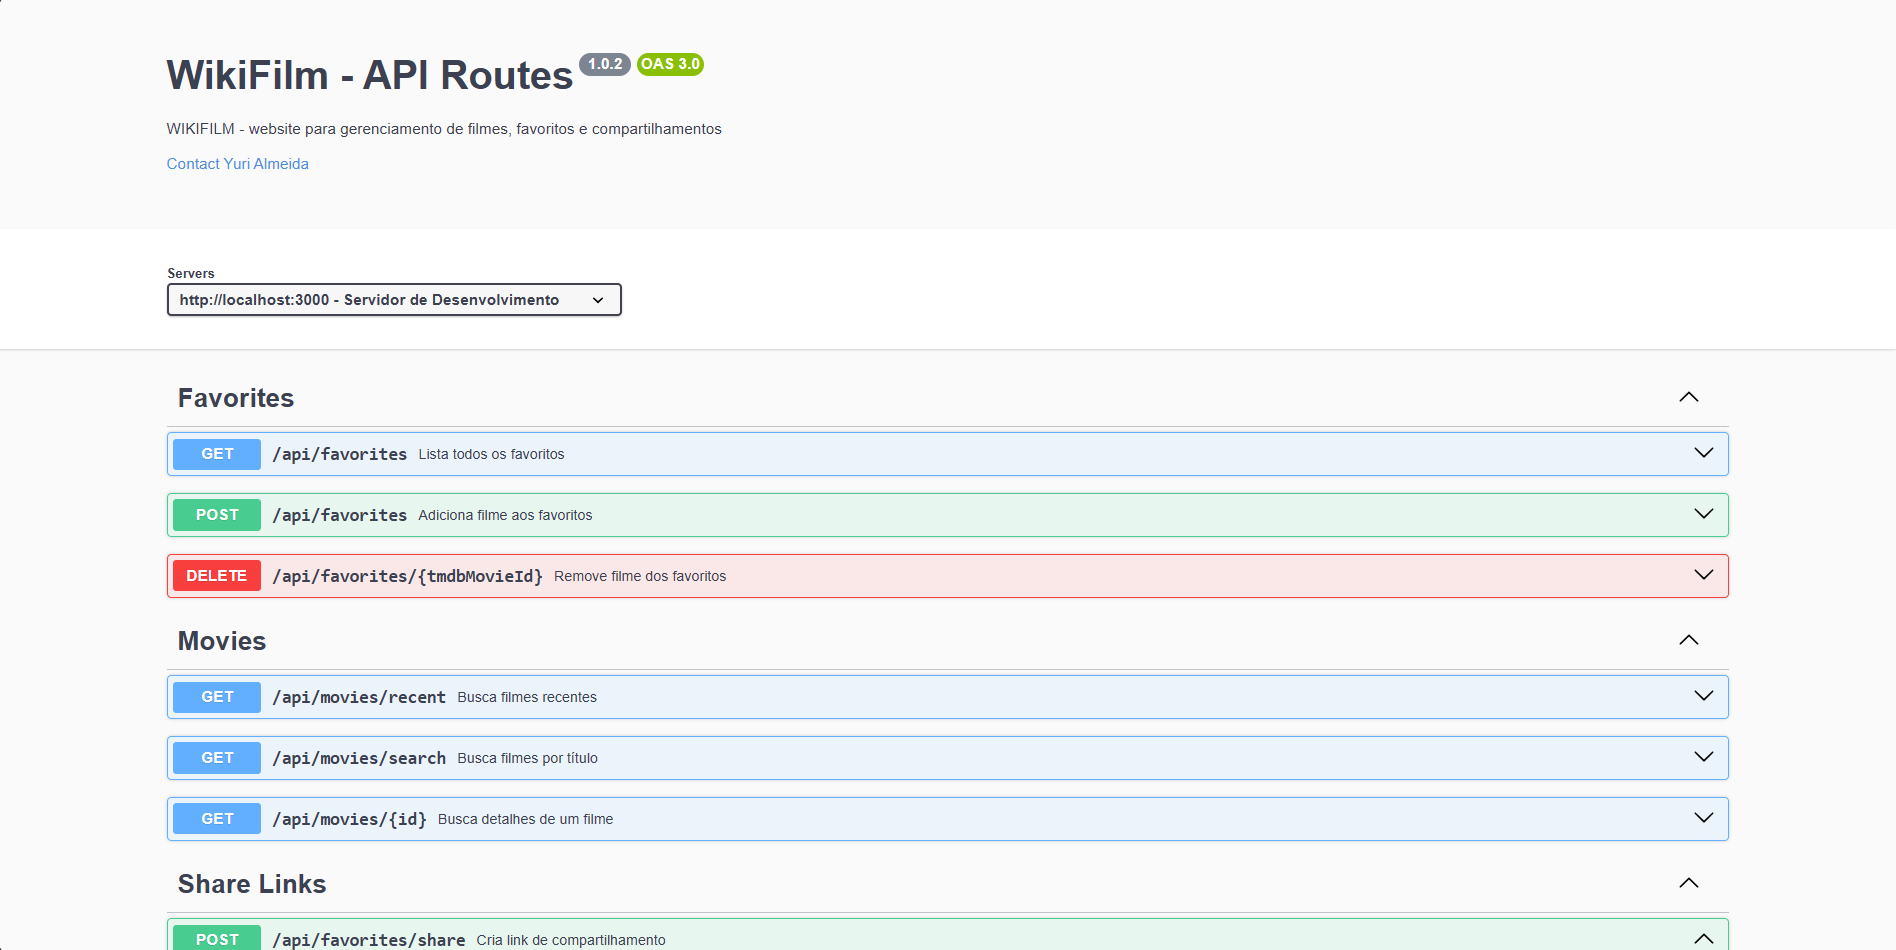 WikiFilm - API Routes 1.0.2 OAS 3.0
WIKIFILM - website para gerenciamento de filmes, favoritos e compartilhamentos
Contact Yuri Almeida
Servers
http://localhost:3000 - Servidor de Desenvolvimento
Favorites
GET /api/favorites Lista todos os favoritos
POST /api/favorites Adiciona filme aos favoritos
DELETE /api/favorites/{tmdbMovieId} Remove filme dos favoritos
Movies
GET /api/movies/recent Busca filmes recentes
GET /api/movies/search Busca filmes por título
GET /api/movies/{id} Busca detalhes de um filme
Share Links
POST /api/favorites/share Cria link de compartilhamento